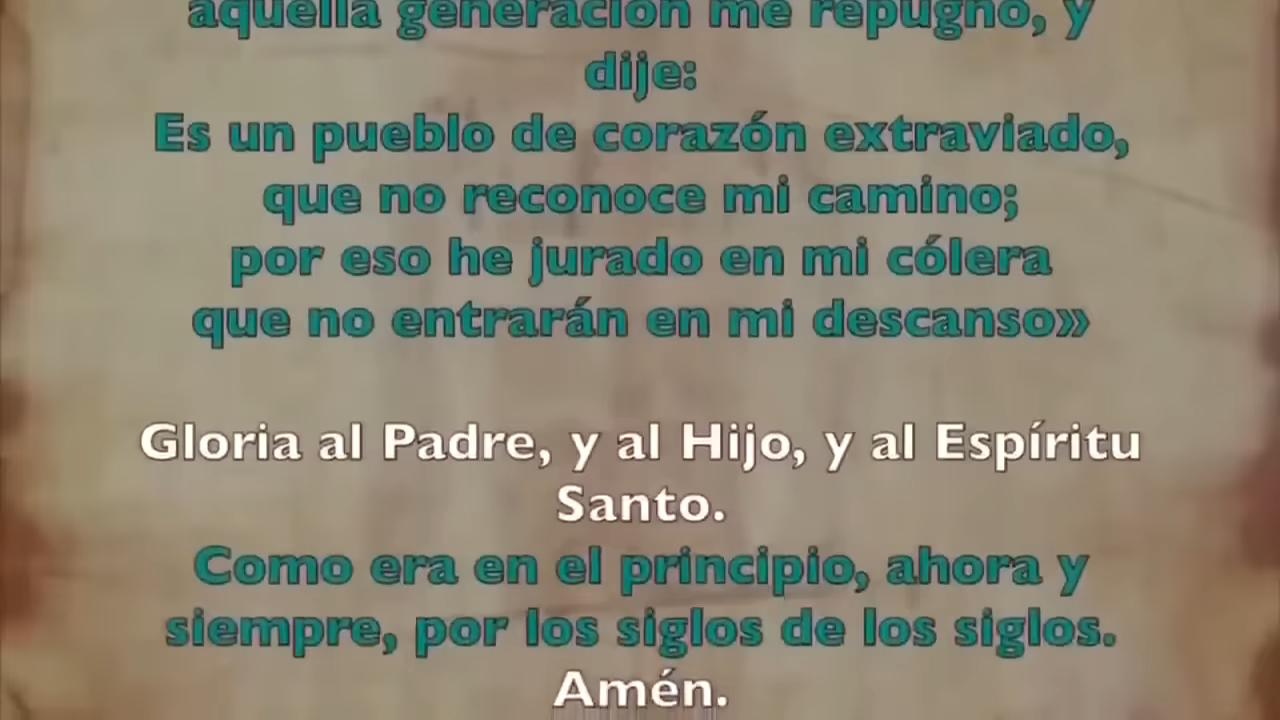 aquella generación me repugnó, y
dije:
Es un pueblo de corazón extraviado,
que no reconoce mi camino;
por eso he jurado en mi cólera
que no entrarán en mi descanso»
Gloria al Padre, y al Hijo, y al Espíritu
Santo.
Como era en el principio, ahora y
siempre, por los siglos de los siglos.
Amén.